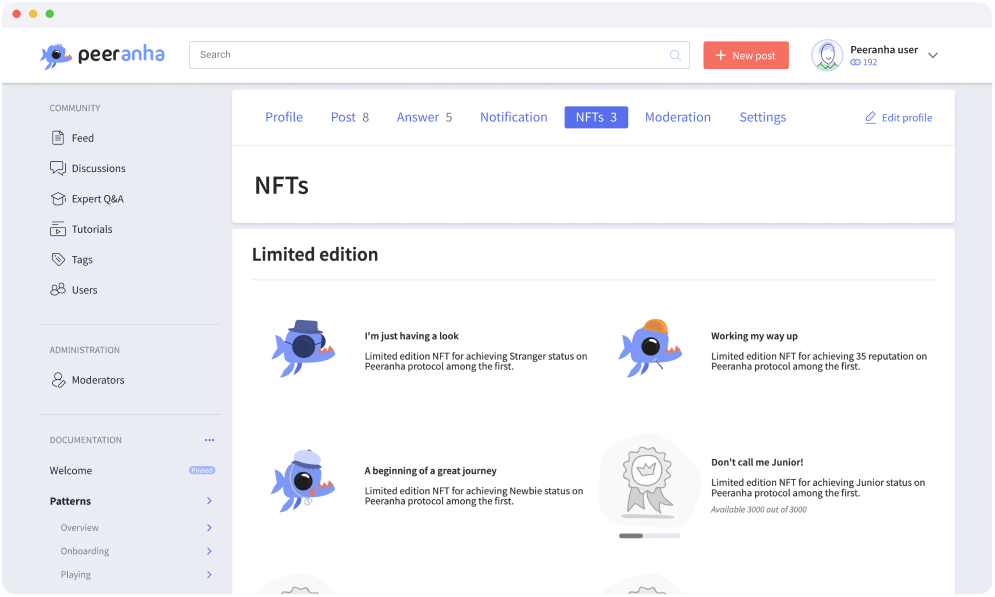 peeranha
Search
New post
Peeranha user
192
COMMUNITY
Feed
Discussions
Expert Q&A
Tutorials
Tags
Users
ADMINISTRATION
Moderators
DOCUMENTATION
Welcome
Pinned
Patterns
Overview
Onboarding
Playing
Profile
Post 8
Answer 5
Notification
NFTs 3
Moderation
Settings
Edit profile
NFTs
Limited edition
I'm just having a look
Limited edition NFT for achieving Stranger status on
Peeranha protocol among the first.
Working my way up
Limited edition NFT for achieving 35 reputation on
Peeranha protocol among the first.
A beginning of a great journey
Limited edition NFT for achieving Newbie status on
Peeranha protocol among the first.
Don't call me Junior!
Limited edition NFT for achieving Junior status on
Peeranha protocol among the first.
Available 3000 out of 3000